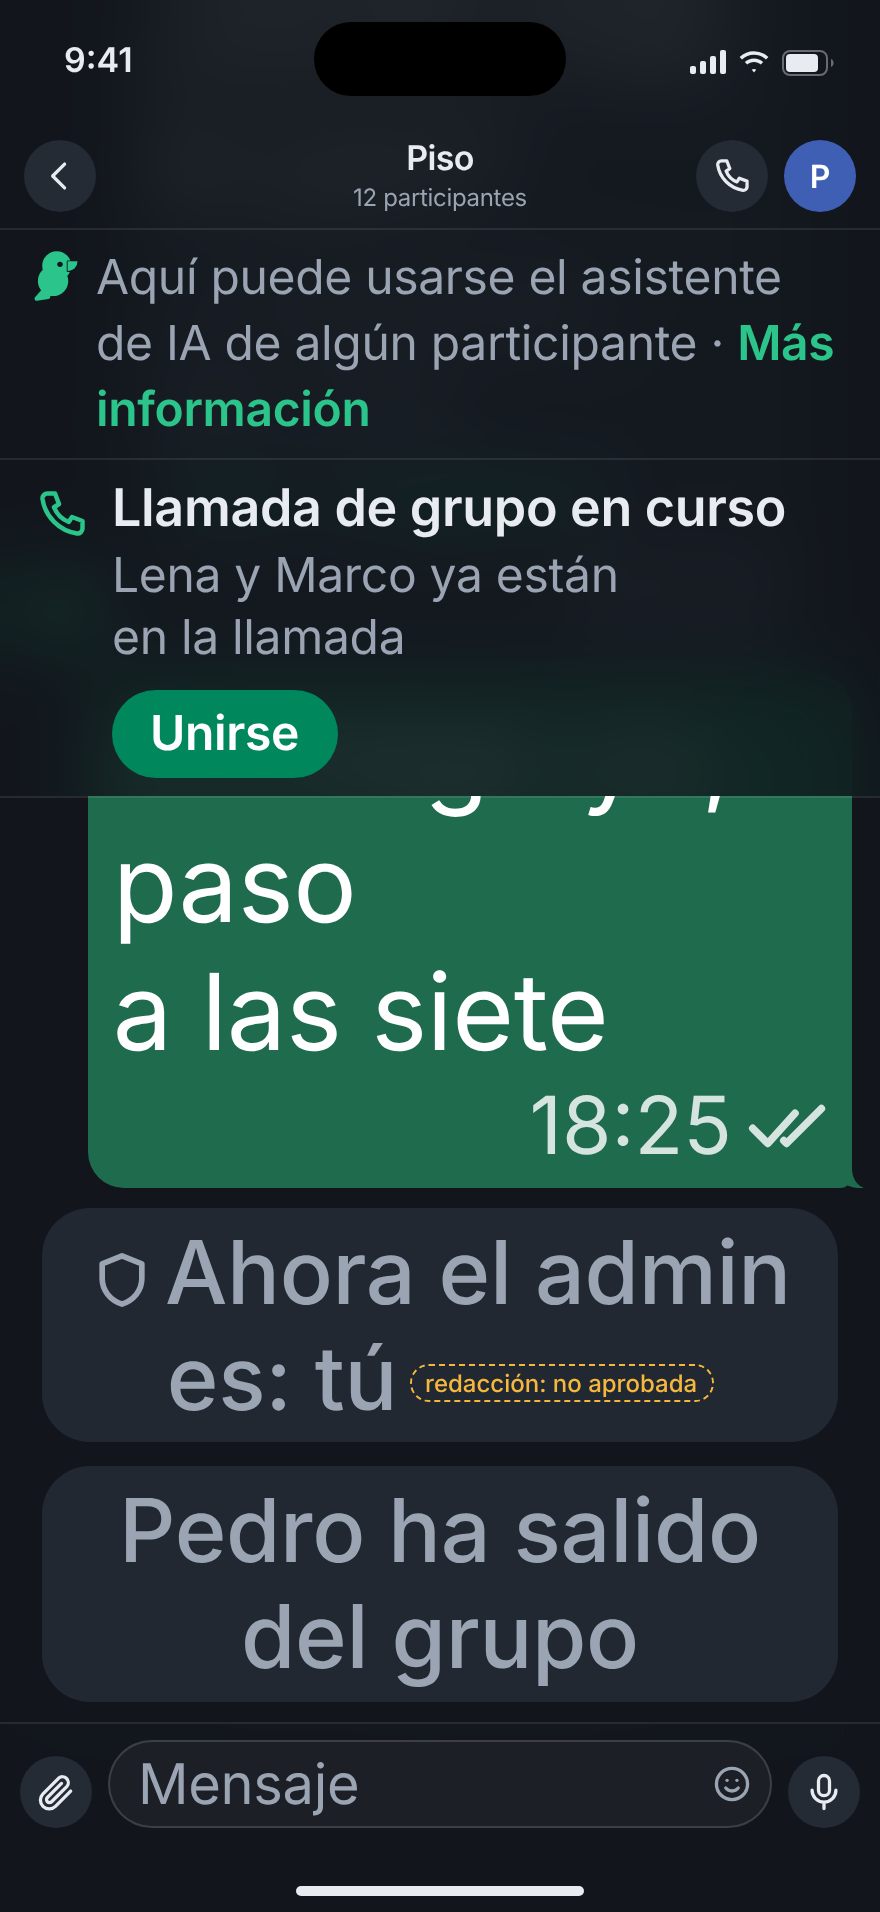 9:41
Piso
12 participantes
P
Aquí puede usarse el asistente
de IA de algún participante · Más
información
Llamada de grupo en curso
Lena y Marco ya están
en la llamada
Unirse
paso
a las siete
18:25
Ahora el admin
es: tú redacción: no aprobada
Pedro ha salido
del grupo
Mensaje